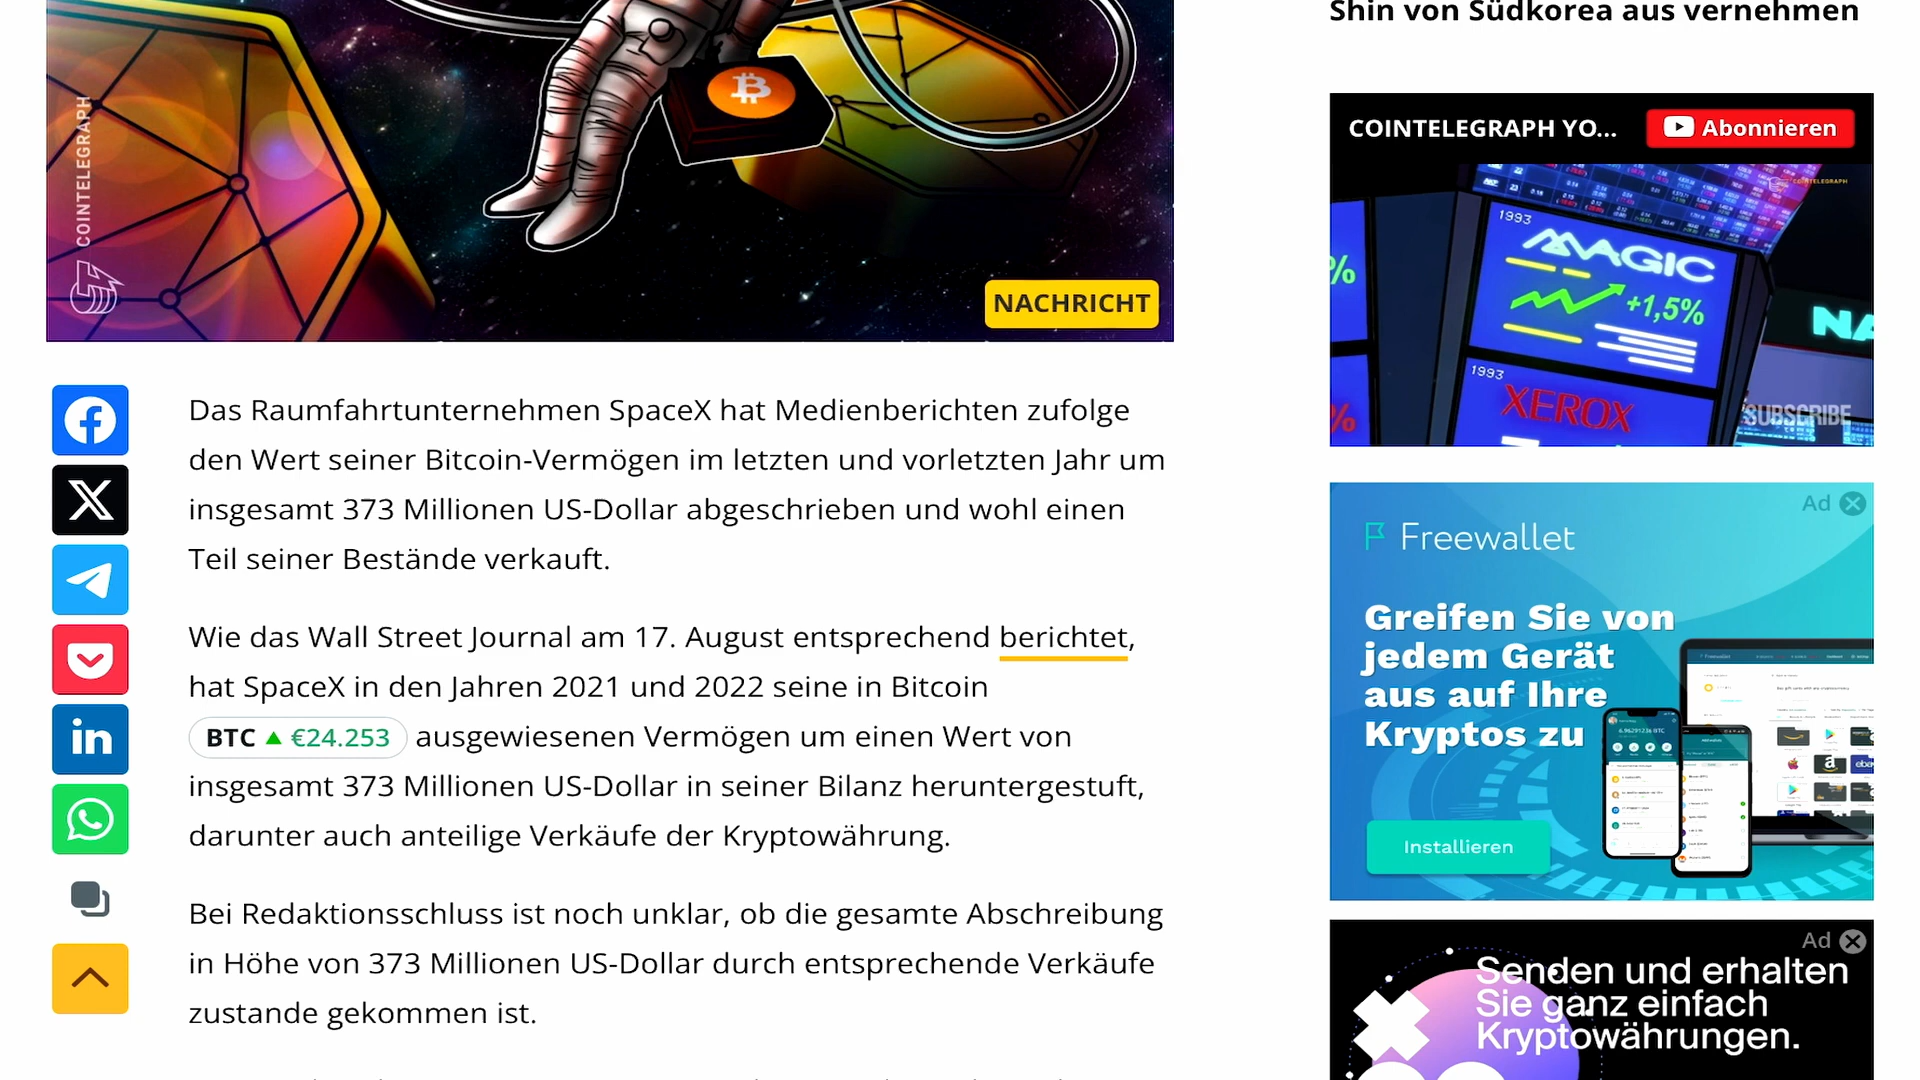 Shin von Südkorea aus vernehmen
COINTELEGRAPH
NACHRICHT
Das Raumfahrtunternehmen SpaceX hat Medienberichten zufolge
den Wert seiner Bitcoin-Vermögen im letzten und vorletzten Jahr um
insgesamt 373 Millionen US-Dollar abgeschrieben und wohl einen
Teil seiner Bestände verkauft.
Wie das Wall Street Journal am 17. August entsprechend berichtet,
hat SpaceX in den Jahren 2021 und 2022 seine in Bitcoin
BTC ▲ €24.253 ausgewiesenen Vermögen um einen Wert von
insgesamt 373 Millionen US-Dollar in seiner Bilanz heruntergestuft,
darunter auch anteilige Verkäufe der Kryptowährung.
Bei Redaktionsschluss ist noch unklar, ob die gesamte Abschreibung
in Höhe von 373 Millionen US-Dollar durch entsprechende Verkäufe
zustande gekommen ist.
COINTELEGRAPH YO...
Abonnieren
COINTELEGRAPH
1993
MAGIC
+1,5%
%
NA
1993
XEROX
%
SUBSCRIBE
Ad
Freewallet
Greifen Sie von
jedem Gerät
aus auf Ihre
Kryptos zu
Installieren
Ad
Senden und erhalten
Sie ganz einfach
Kryptowährungen.